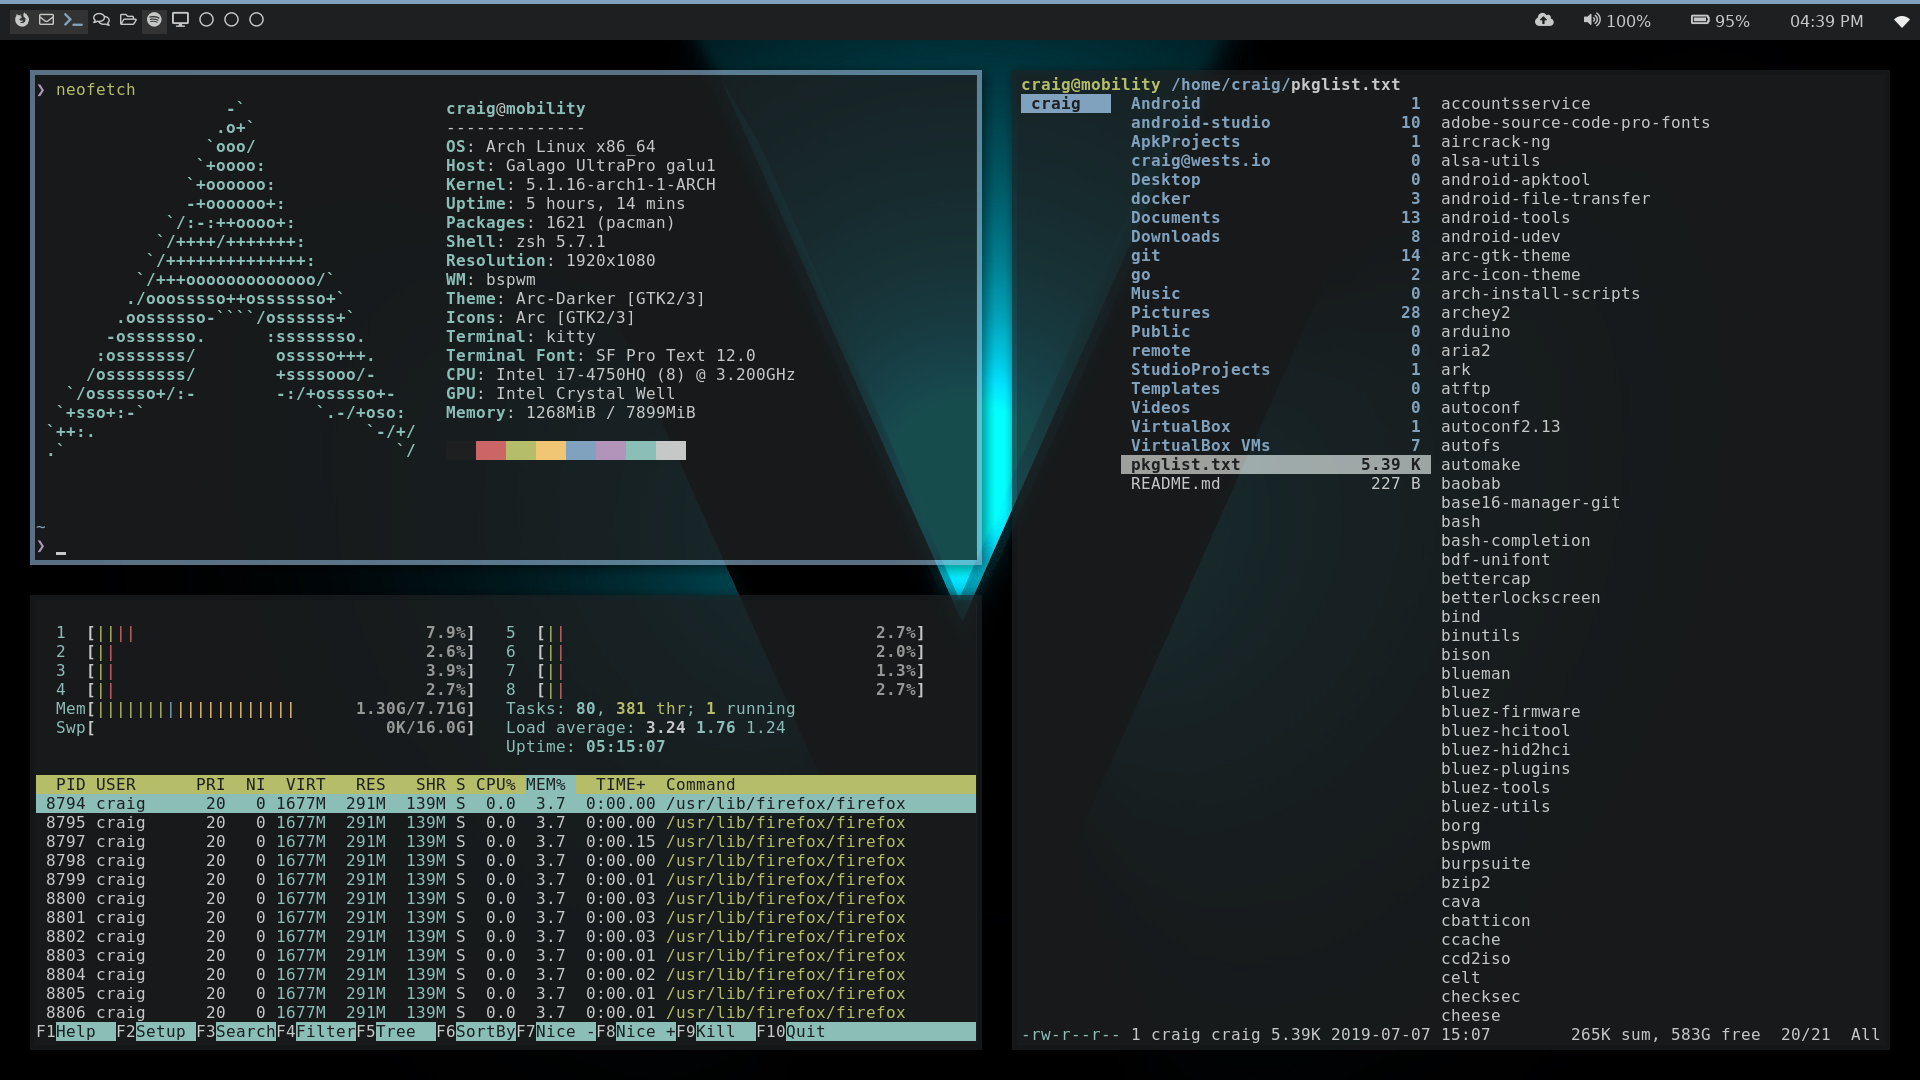 100%
95%
04:39 PM
❯ neofetch
-`
.o+`
`ooo/
`+oooo:
`+oooooo:
-+oooooo+:
`/:-:++oooo+:
`/++++/+++++++:
`/++++++++++++++:
`/+++ooooooooooooo/`
./ooosssso++osssssso+`
.oossssso-````/ossssss+`
-osssssso.      :ssssssso.
:osssssss/        osssso+++.
/ossssssss/        +ssssooo/-
`/ossssso+/:-        -:/+osssso+-
`+sso+:-`                 `.-/+oso:
`++:.                           `-/+/
.`                                 `/
craig@mobility
--------------
OS: Arch Linux x86_64
Host: Galago UltraPro galu1
Kernel: 5.1.16-arch1-1-ARCH
Uptime: 5 hours, 14 mins
Packages: 1621 (pacman)
Shell: zsh 5.7.1
Resolution: 1920x1080
WM: bspwm
Theme: Arc-Darker [GTK2/3]
Icons: Arc [GTK2/3]
Terminal: kitty
Terminal Font: SF Pro Text 12.0
CPU: Intel i7-4750HQ (8) @ 3.200GHz
GPU: Intel Crystal Well
Memory: 1268MiB / 7899MiB
~
❯ _
1 [|||| 7.9%] 5 [|| 2.7%]
2 [|| 2.6%] 6 [|| 2.0%]
3 [|| 3.9%] 7 [|| 1.3%]
4 [|| 2.7%] 8 [|| 2.7%]
Mem[|||||||||||||||||||| 1.30G/7.71G] Tasks: 80, 381 thr; 1 running
Swp[ 0K/16.0G] Load average: 3.24 1.76 1.24
Uptime: 05:15:07
PID USER PRI NI VIRT RES SHR S CPU% MEM% TIME+ Command
8794 craig 20 0 1677M 291M 139M S 0.0 3.7 0:00.00 /usr/lib/firefox/firefox
8795 craig 20 0 1677M 291M 139M S 0.0 3.7 0:00.00 /usr/lib/firefox/firefox
8797 craig 20 0 1677M 291M 139M S 0.0 3.7 0:00.15 /usr/lib/firefox/firefox
8798 craig 20 0 1677M 291M 139M S 0.0 3.7 0:00.00 /usr/lib/firefox/firefox
8799 craig 20 0 1677M 291M 139M S 0.0 3.7 0:00.01 /usr/lib/firefox/firefox
8800 craig 20 0 1677M 291M 139M S 0.0 3.7 0:00.03 /usr/lib/firefox/firefox
8801 craig 20 0 1677M 291M 139M S 0.0 3.7 0:00.03 /usr/lib/firefox/firefox
8802 craig 20 0 1677M 291M 139M S 0.0 3.7 0:00.03 /usr/lib/firefox/firefox
8803 craig 20 0 1677M 291M 139M S 0.0 3.7 0:00.01 /usr/lib/firefox/firefox
8804 craig 20 0 1677M 291M 139M S 0.0 3.7 0:00.02 /usr/lib/firefox/firefox
8805 craig 20 0 1677M 291M 139M S 0.0 3.7 0:00.01 /usr/lib/firefox/firefox
8806 craig 20 0 1677M 291M 139M S 0.0 3.7 0:00.01 /usr/lib/firefox/firefox
F1Help F2Setup F3SearchF4FilterF5Tree F6SortByF7Nice -F8Nice +F9Kill F10Quit
craig@mobility /home/craig/pkglist.txt
craig
Android 1
android-studio 10
ApkProjects 1
craig@wests.io 0
Desktop 0
docker 3
Documents 13
Downloads 8
git 14
go 2
Music 0
Pictures 28
Public 0
remote 0
StudioProjects 1
Templates 0
Videos 0
VirtualBox 1
VirtualBox VMs 7
pkglist.txt 5.39 K
README.md 227 B
accountsservice
adobe-source-code-pro-fonts
aircrack-ng
alsa-utils
android-apktool
android-file-transfer
android-tools
android-udev
arc-gtk-theme
arc-icon-theme
arch-install-scripts
archey2
arduino
aria2
ark
atftp
autoconf
autoconf2.13
autofs
automake
baobab
base16-manager-git
bash
bash-completion
bdf-unifont
bettercap
betterlockscreen
bind
binutils
bison
blueman
bluez
bluez-firmware
bluez-hcitool
bluez-hid2hci
bluez-plugins
bluez-tools
bluez-utils
borg
bspwm
burpsuite
bzip2
cava
cbatticon
ccache
ccd2iso
celt
checksec
cheese
-rw-r--r-- 1 craig craig 5.39K 2019-07-07 15:07 265K sum, 583G free 20/21 All